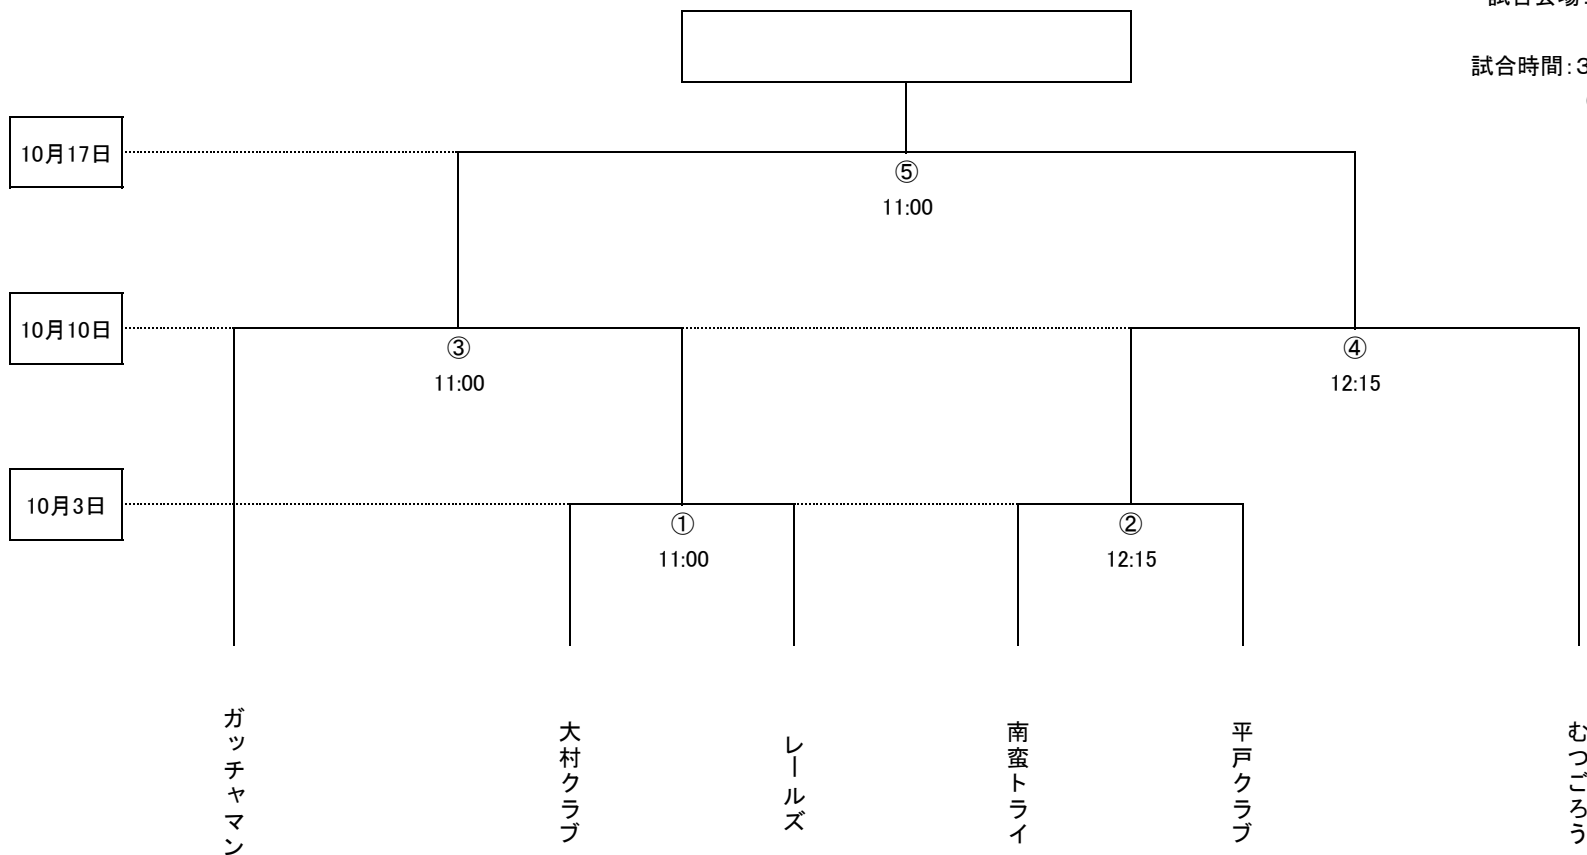 試合時間:3
10月17日
⑤
11:00
10月10日
③
11:00
④
12:15
10月3日
①
11:00
②
12:15
ガッチャマン
大村クラブ
レールズ
南蛮トライ
平戸クラブ
むつごろう